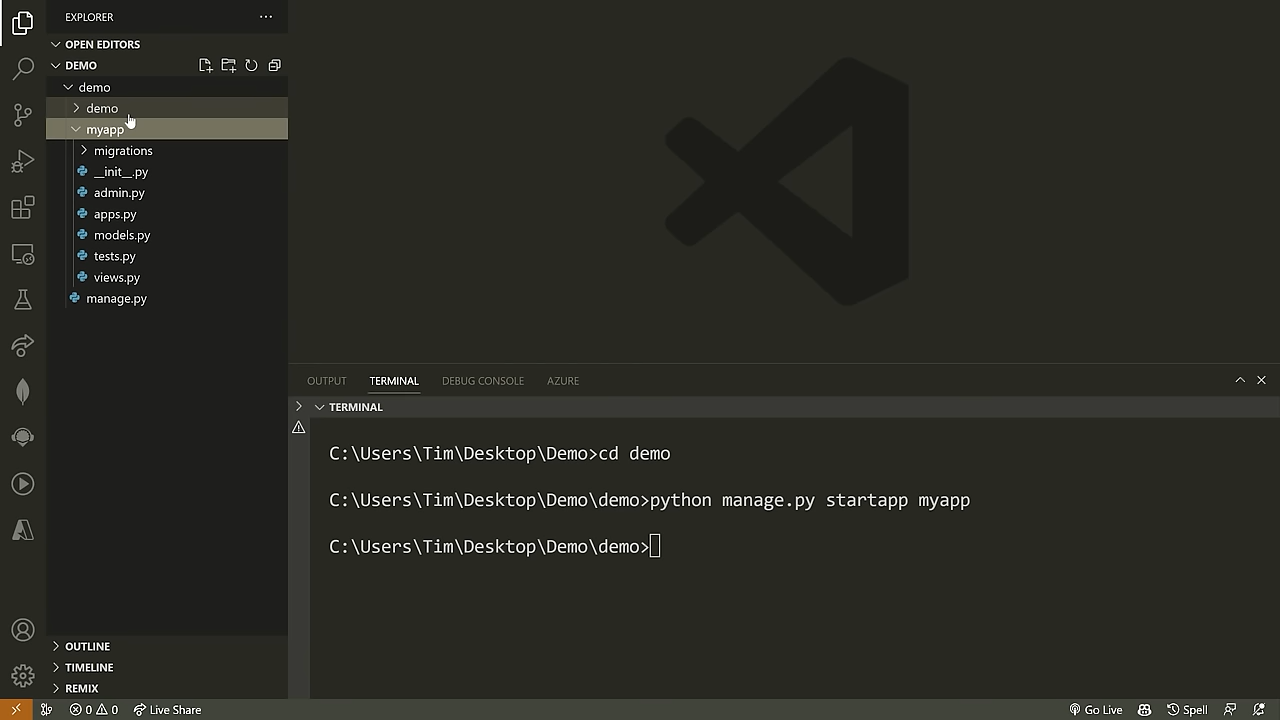 EXPLORER
OPEN EDITORS
DEMO
demo
demo
myapp
migrations
__init__.py
admin.py
apps.py
models.py
tests.py
views.py
manage.py
OUTLINE
TIMELINE
REMIX
OUTPUT TERMINAL DEBUG CONSOLE AZURE
TERMINAL
C:\Users\Tim\Desktop\Demo>cd demo
C:\Users\Tim\Desktop\Demo\demo>python manage.py startapp myapp
C:\Users\Tim\Desktop\Demo\demo>
0 0 Live Share Go Live Spell